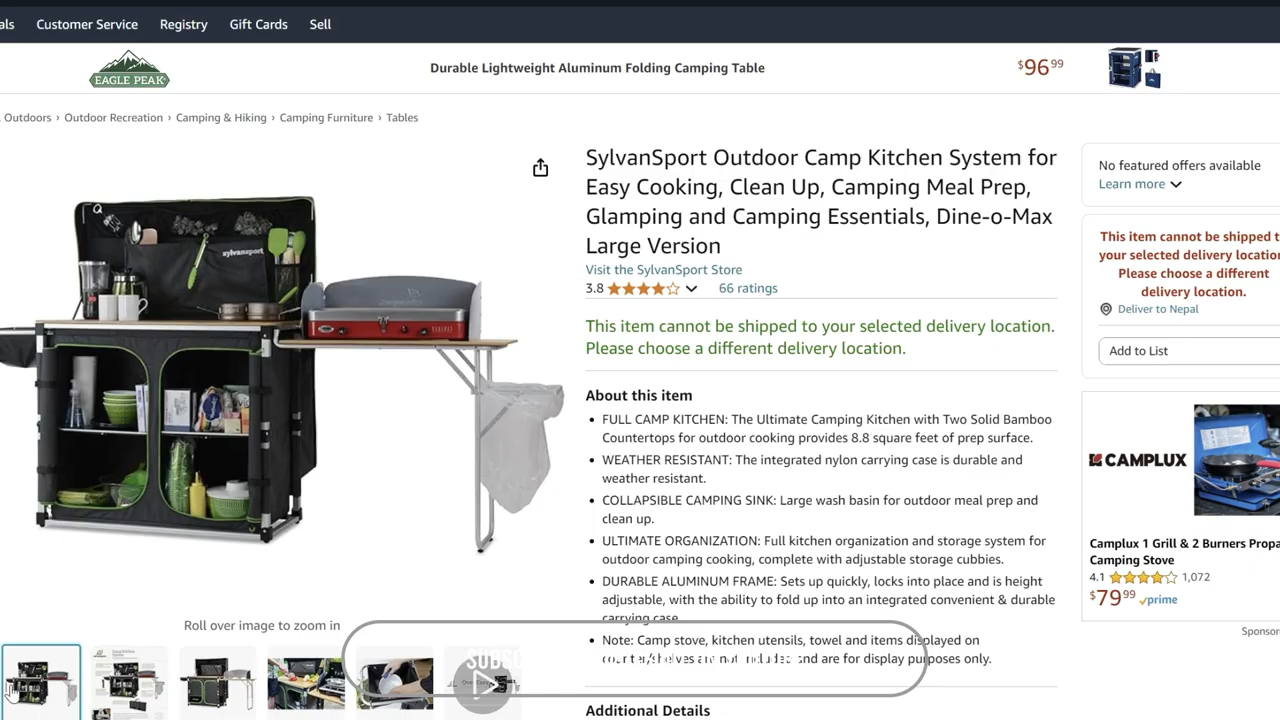 als Customer Service Registry Gift Cards Sell
EAGLE PEAK
Durable Lightweight Aluminum Folding Camping Table
$96 99
Outdoors › Outdoor Recreation › Camping & Hiking › Camping Furniture › Tables
SylvanSport Outdoor Camp Kitchen System for
Easy Cooking, Clean Up, Camping Meal Prep,
Glamping and Camping Essentials, Dine-o-Max
Large Version
Visit the SylvanSport Store
3.8 66 ratings
This item cannot be shipped to your selected delivery location.
Please choose a different delivery location.
About this item
• FULL CAMP KITCHEN: The Ultimate Camping Kitchen with Two Solid Bamboo
Countertops for outdoor cooking provides 8.8 square feet of prep surface.
• WEATHER RESISTANT: The integrated nylon carrying case is durable and
weather resistant.
• COLLAPSIBLE CAMPING SINK: Large wash basin for outdoor meal prep and
clean up.
• ULTIMATE ORGANIZATION: Full kitchen organization and storage system for
outdoor camping cooking, complete with adjustable storage cubbies.
• DURABLE ALUMINUM FRAME: Sets up quickly, locks into place and is height
adjustable, with the ability to fold up into an integrated convenient & durable
carrying case.
• Note: Camp stove, kitchen utensils, towel and items displayed on
counter/shelves are not included and are for display purposes only.
Additional Details
sylvansport
Roll over image to zoom in
SUBSC
No featured offers available
Learn more
This item cannot be shipped t
your selected delivery location
Please choose a different
delivery location.
Deliver to Nepal
Add to List
CAMPLUX
Camplux 1 Grill & 2 Burners Propa
Camping Stove
4.1 1,072
$79 99 prime
Sponsor